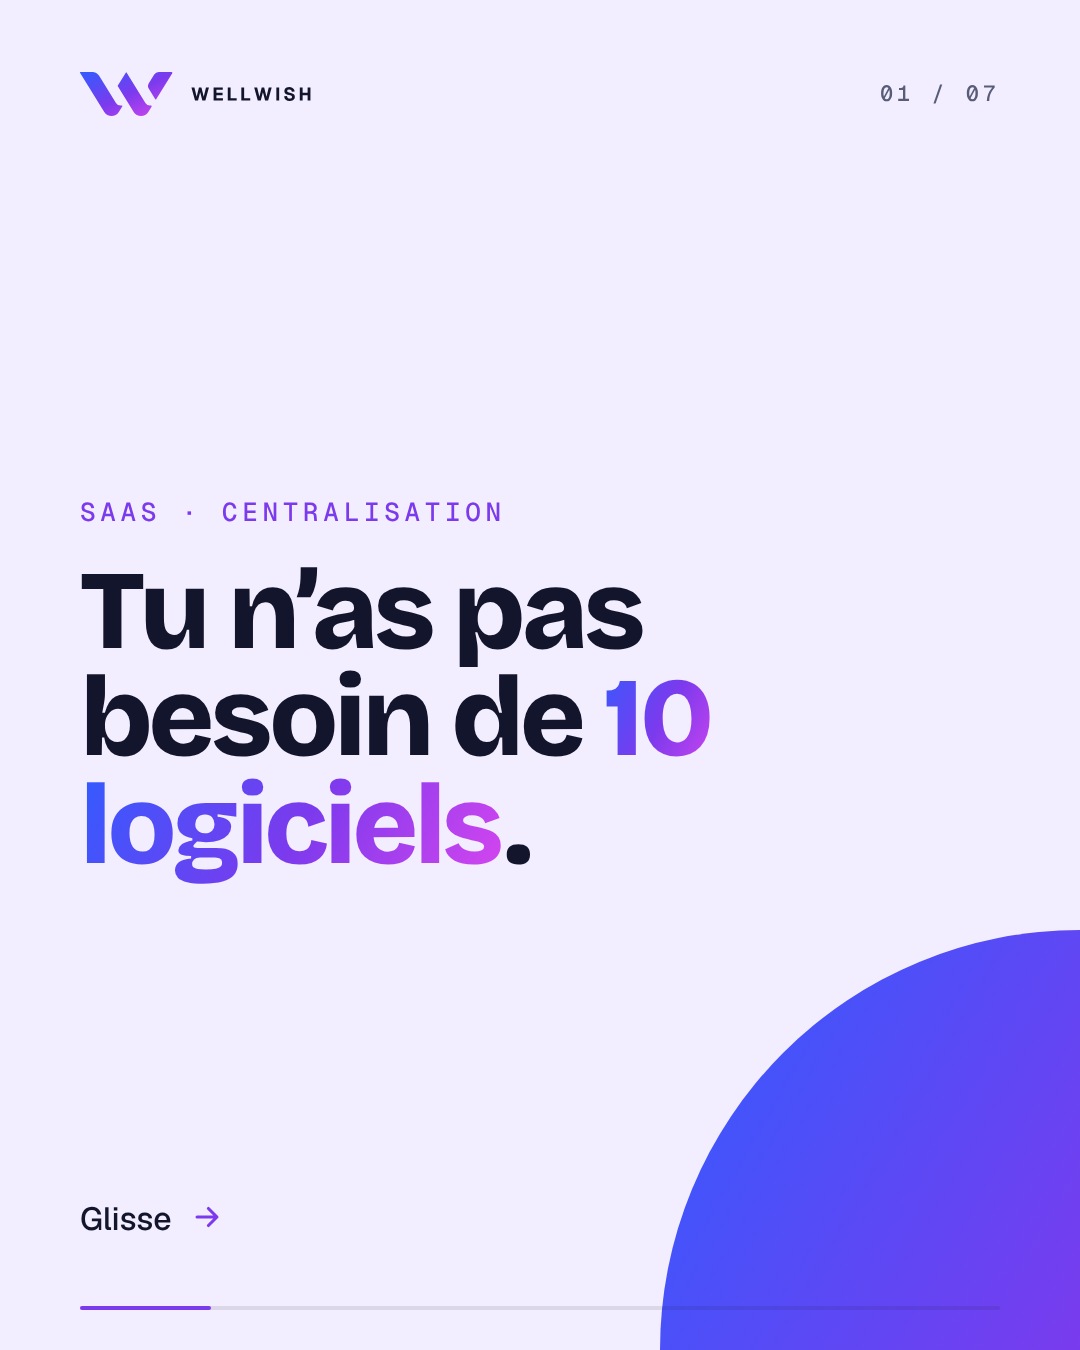 WELLWISH
01 / 07
SAAS · CENTRALISATION
Tu n’as pas
besoin de 10
logiciels.
Glisse →